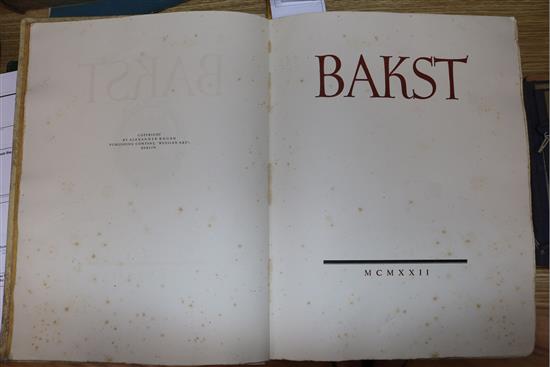 COPYRIGHT
BY ALEXANDER KOGAN
PUBLISHING COMPANY, "RUSSIAN ART",
BERLIN
BAKST
MCMXXII